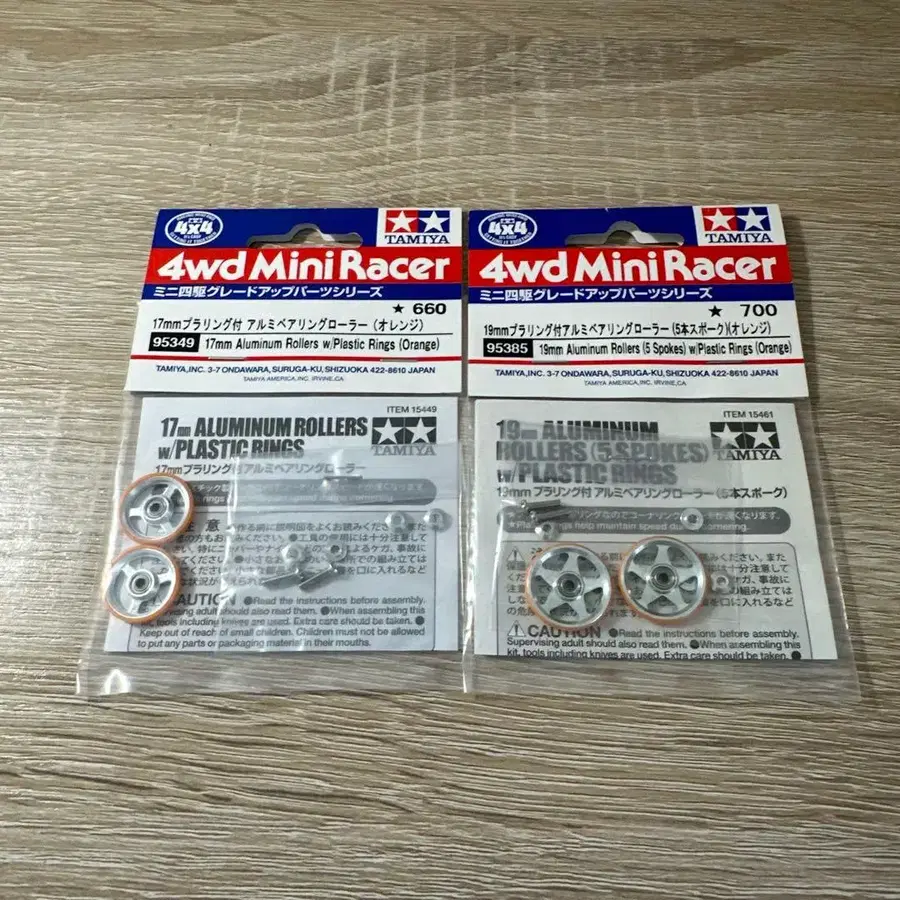 4x4
TAMIYA
4wd Mini Racer
ミニ四駆グレードアップパーツシリーズ
★ 660
17mmプラリング付 アルミベアリングローラー (オレンジ)
95349 17mm Aluminum Rollers w/Plastic Rings (Orange)
TAMIYA,INC. 3-7 ONDAWARA, SURUGA-KU, SHIZUOKA 422-8610 JAPAN
TAMIYA AMERICA, INC. IRVINE,CA.
ITEM 15449
17mm ALUMINUM ROLLERS
w/PLASTIC RINGS
TAMIYA
17mmプラリング付 アルミベアリングローラー
注意
CAUTION ●Read the instructions before assembly.
Supervising adult should also read them. ●When assembling this
kit, tools including knives are used. Extra care should be taken. ●
Keep out of reach of small children. Children must not be allowed
to put any parts or packaging material in their mouths.
4x4
TAMIYA
4wd Mini Racer
ミニ四駆グレードアップパーツシリーズ
★ 700
19mmプラリング付アルミベアリングローラー (5本スポーク)(オレンジ)
95385 19mm Aluminum Rollers (5 Spokes) w/Plastic Rings (Orange)
TAMIYA,INC. 3-7 ONDAWARA, SURUGA-KU, SHIZUOKA 422-8610 JAPAN
TAMIYA AMERICA, INC. IRVINE,CA.
ITEM 15461
19mm ALUMINUM
ROLLERS (5 SPOKES)
w/PLASTIC RINGS
TAMIYA
19mm プラリング付 アルミベアリングローラー (5本スポーク)
CAUTION ●Read the instructions before assembly.
Supervising adult should also read them. ●When assembling this
kit, tools including knives are used. Extra care should be taken. ●